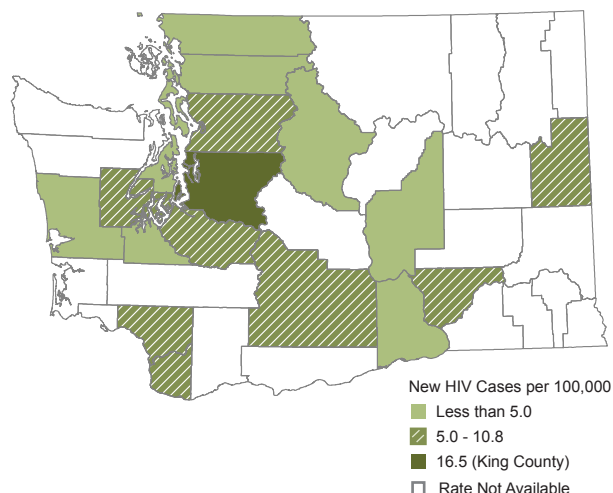 New HIV Cases per 100,000
Less than 5.0
5.0 - 10.8
16.5 (King County)
Rate Not Available